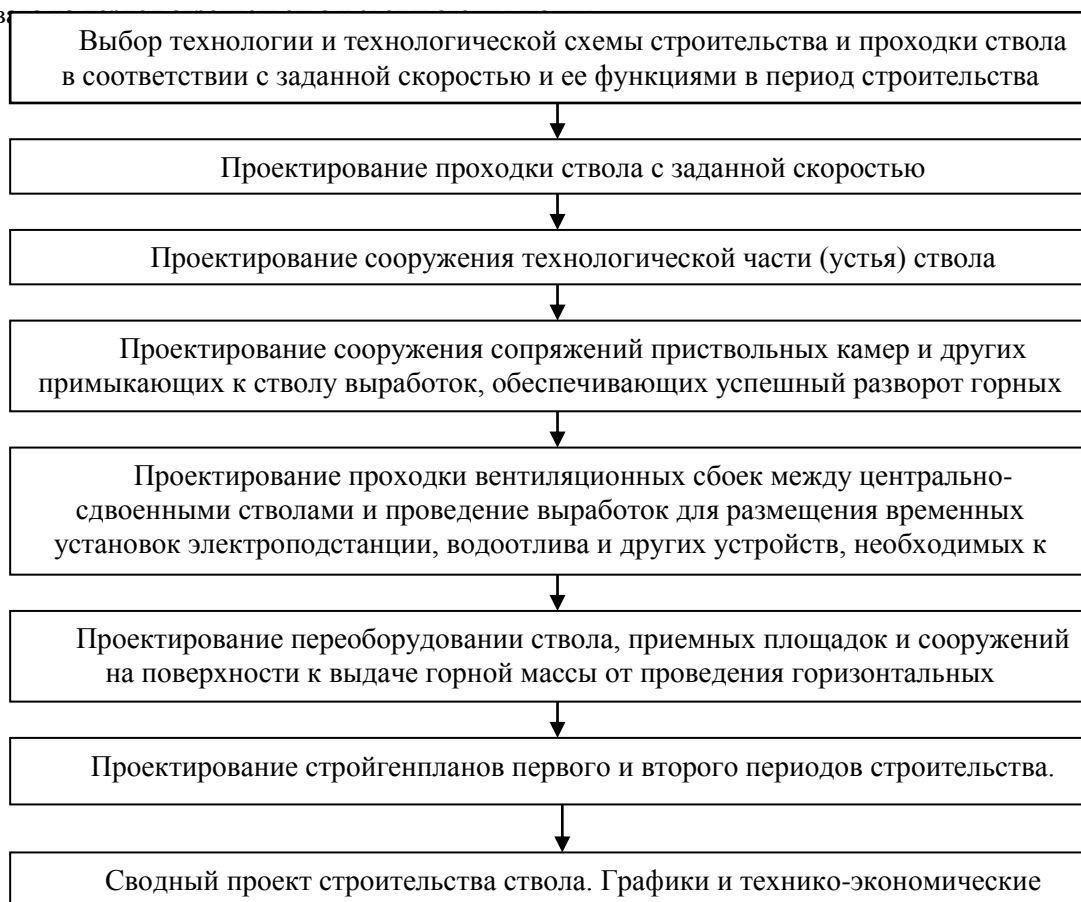 Выбор технологии и технологической схемы строительства и проходки ствола
в соответствии с заданной скоростью и ее функциями в период строительства
Проектирование проходки ствола с заданной скоростью
Проектирование сооружения технологической части (устья) ствола
Проектирование сооружения сопряжений приствольных камер и других
примыкающих к стволу выработок, обеспечивающих успешный разворот горных
Проектирование проходки вентиляционных сбоек между центрально-
сдвоенными стволами и проведение выработок для размещения временных
установок электроподстанции, водоотлива и других устройств, необходимых к
Проектирование переоборудовании ствола, приемных площадок и сооружений
на поверхности к выдаче горной массы от проведения горизонтальных
Проектирование стройгенпланов первого и второго периодов строительства.
Сводный проект строительства ствола. Графики и технико-экономические